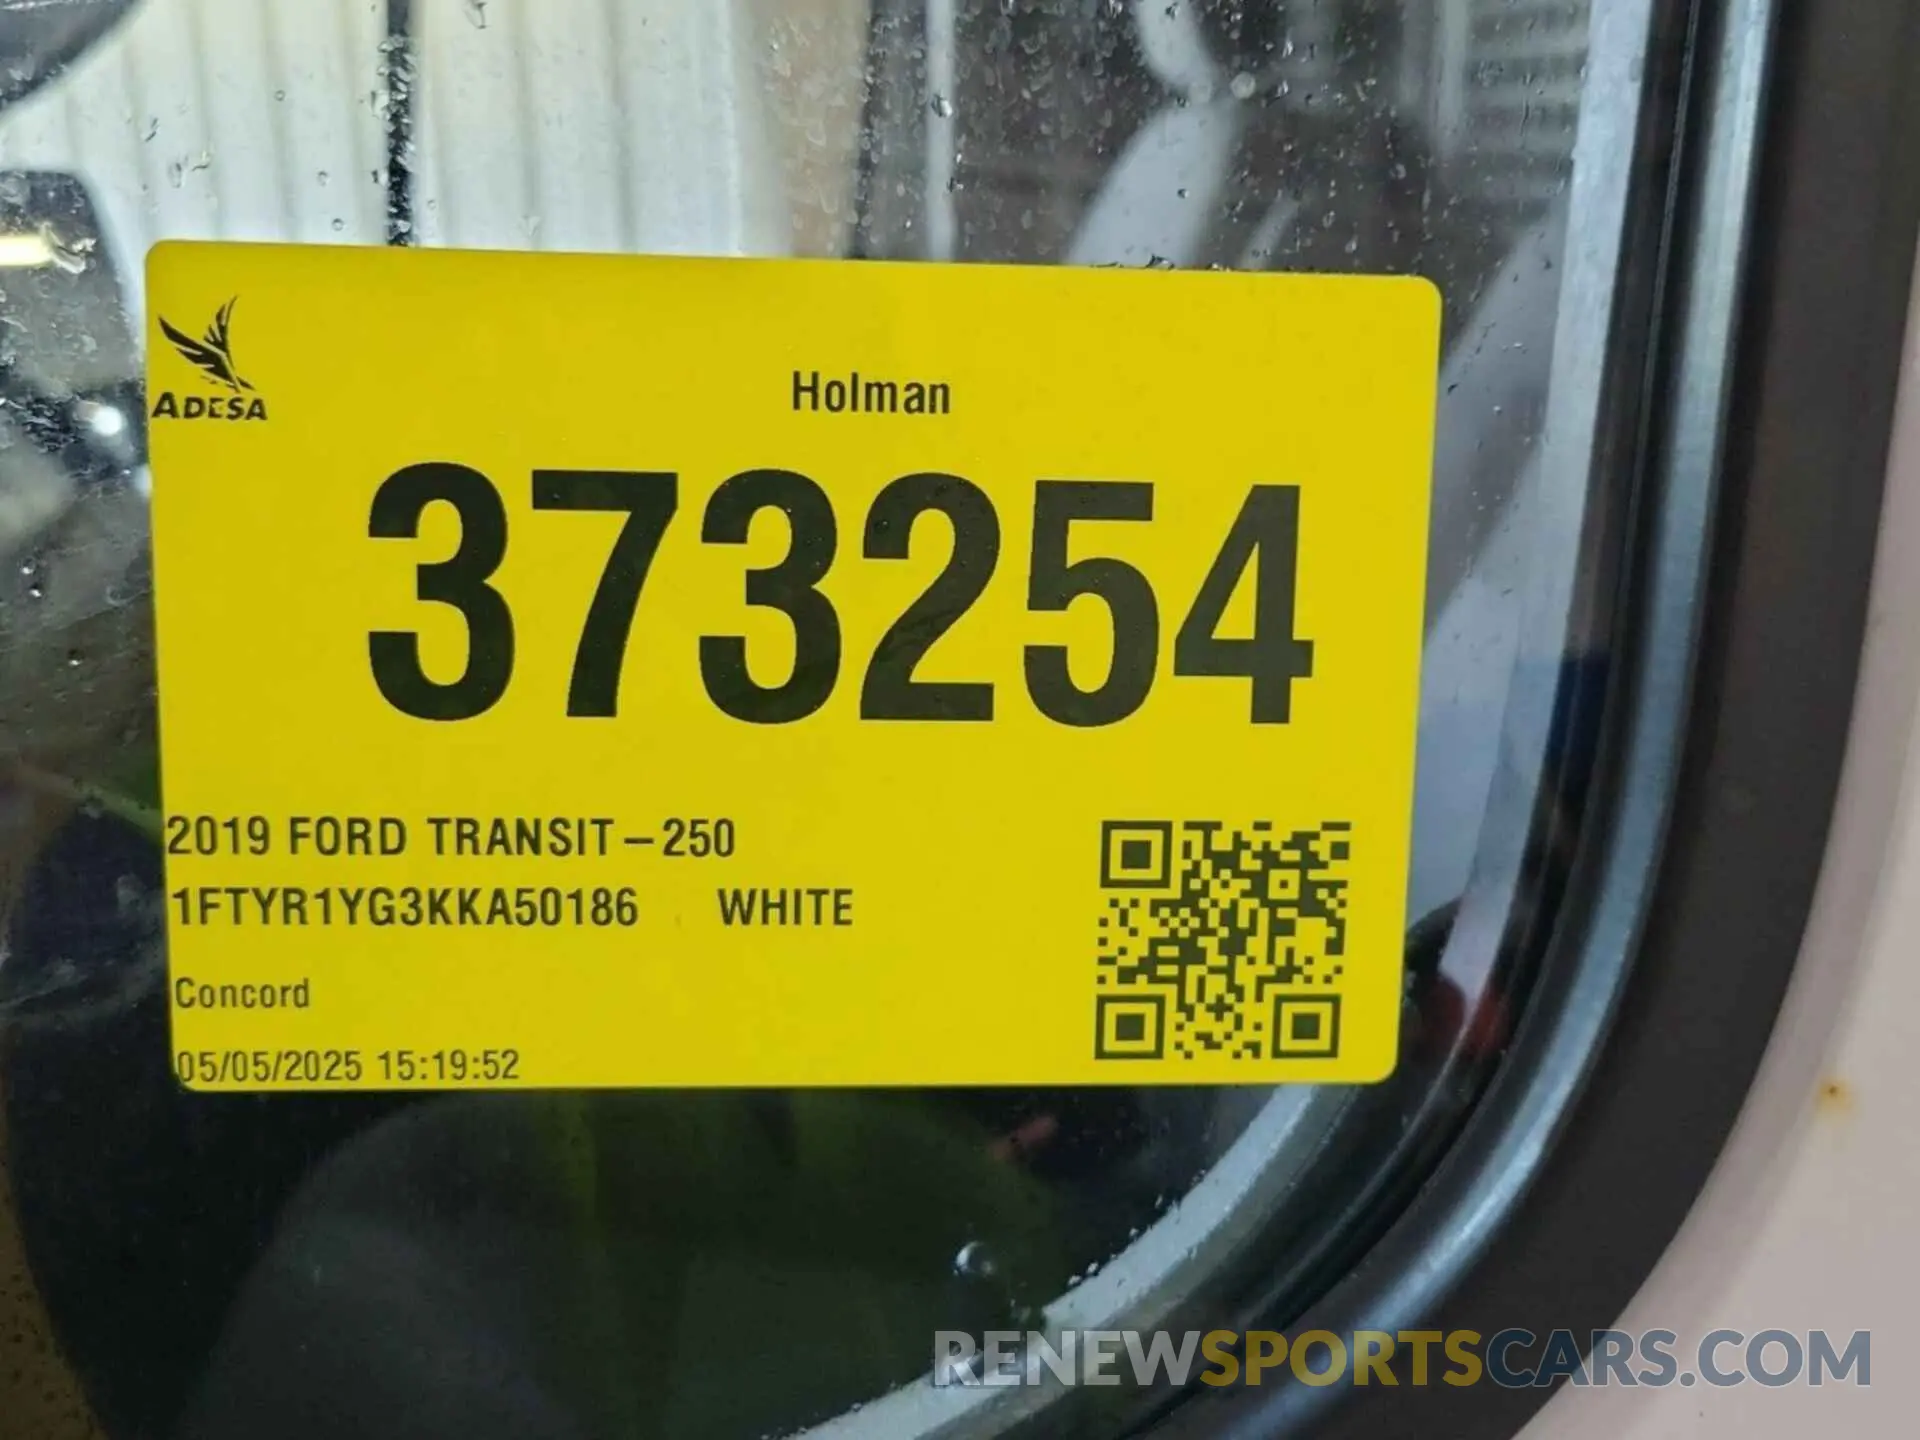 ADESA
Holman
373254
2019 FORD TRANSIT-250
1FTYR1YG3KKA50186 WHITE
Concord
05/05/2025 15:19:52
RENEWSPORTSCARS.COM